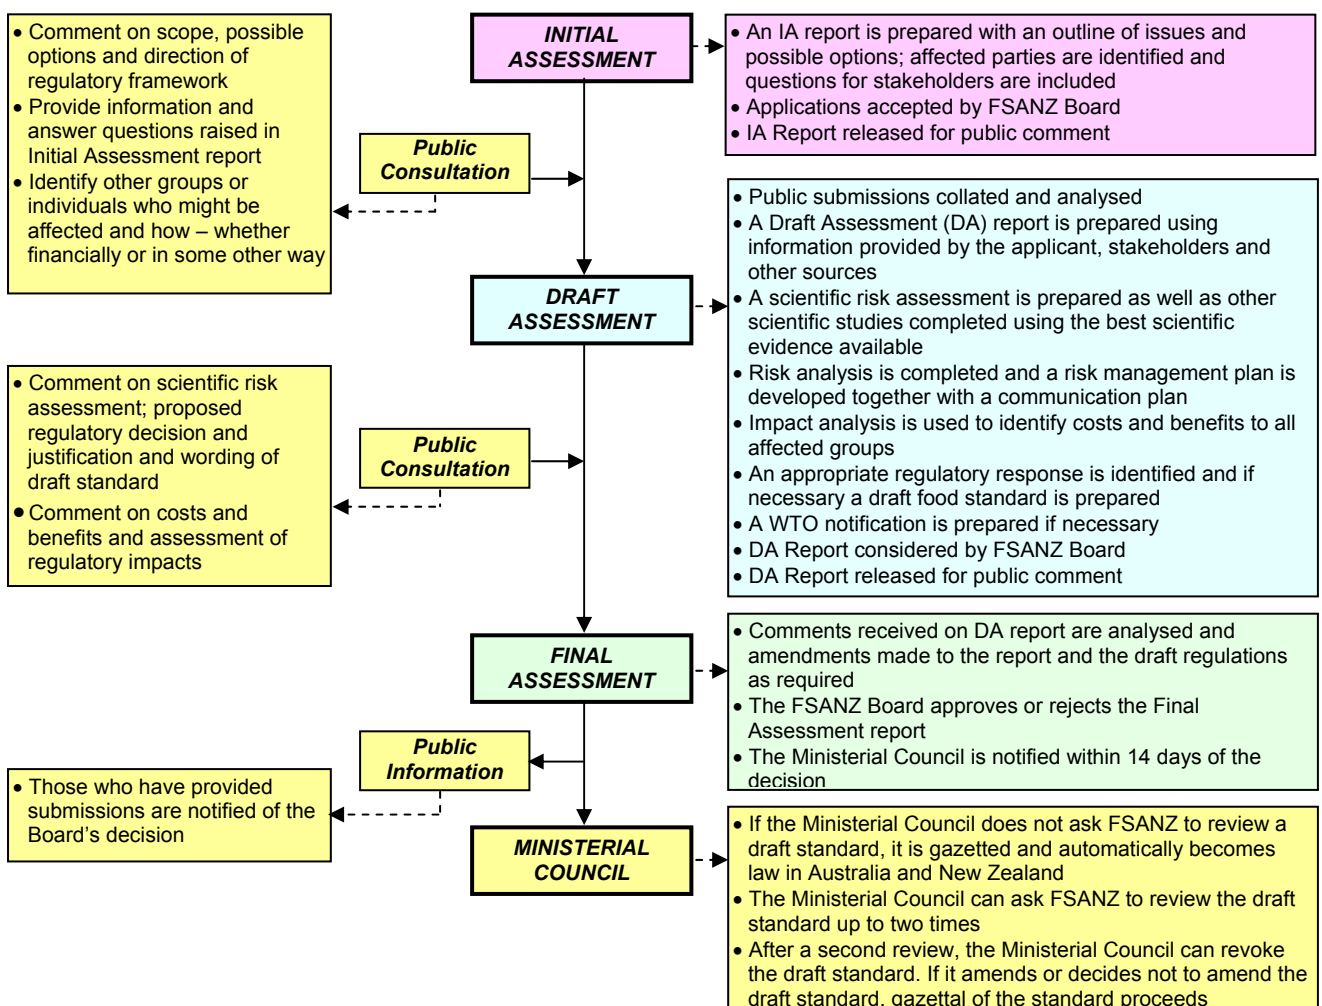 • Comment on scope, possible
options and direction of
regulatory framework
• Provide information and
answer questions raised in
Initial Assessment report
• Identify other groups or
individuals who might be
affected and how – whether
financially or in some other way
INITIAL
ASSESSMENT
• An IA report is prepared with an outline of issues and
possible options; affected parties are identified and
questions for stakeholders are included
• Applications accepted by FSANZ Board
• IA Report released for public comment
Public
Consultation
DRAFT
ASSESSMENT
• Public submissions collated and analysed
• A Draft Assessment (DA) report is prepared using
information provided by the applicant, stakeholders and
other sources
• A scientific risk assessment is prepared as well as other
scientific studies completed using the best scientific
evidence available
• Risk analysis is completed and a risk management plan is
developed together with a communication plan
• Impact analysis is used to identify costs and benefits to all
affected groups
• An appropriate regulatory response is identified and if
necessary a draft food standard is prepared
• A WTO notification is prepared if necessary
• DA Report considered by FSANZ Board
• DA Report released for public comment
• Comment on scientific risk
assessment; proposed
regulatory decision and
justification and wording of
draft standard
• Comment on costs and
benefits and assessment of
regulatory impacts
Public
Consultation
FINAL
ASSESSMENT
• Comments received on DA report are analysed and
amendments made to the report and the draft regulations
as required
• The FSANZ Board approves or rejects the Final
Assessment report
• The Ministerial Council is notified within 14 days of the
decision
Public
Information
• Those who have provided
submissions are notified of the
Board’s decision
MINISTERIAL
COUNCIL
• If the Ministerial Council does not ask FSANZ to review a
draft standard, it is gazetted and automatically becomes
law in Australia and New Zealand
• The Ministerial Council can ask FSANZ to review the draft
standard up to two times
• After a second review, the Ministerial Council can revoke
the draft standard. If it amends or decides not to amend the
draft standard, gazettal of the standard proceeds